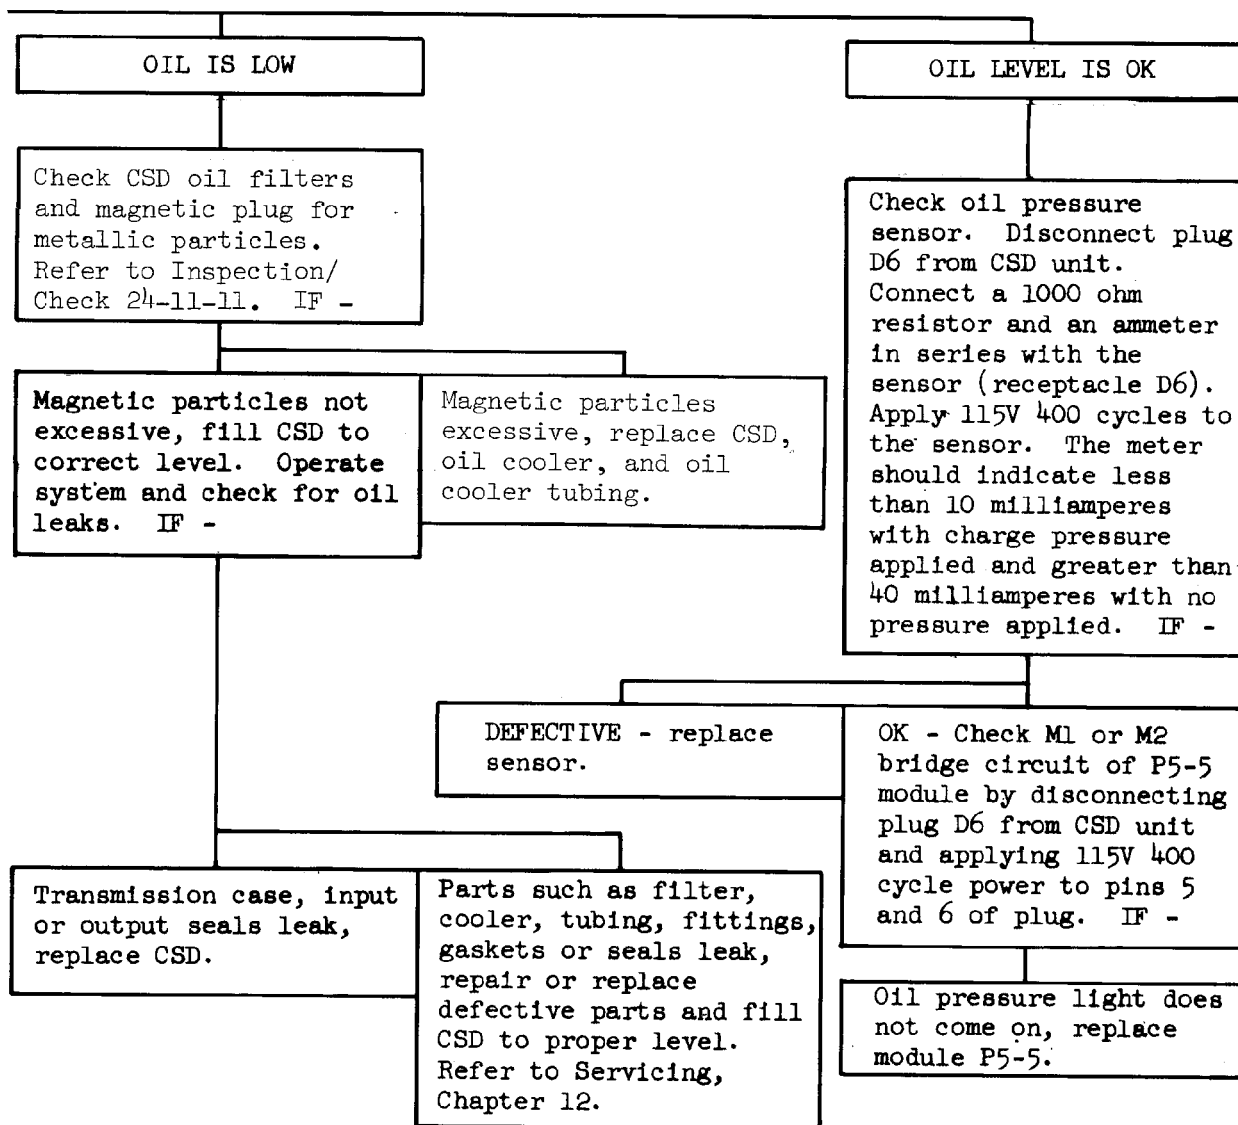 OIL IS LOW
OIL LEVEL IS OK
Check CSD oil filters
and magnetic plug for
metallic particles.
Refer to Inspection/
Check 24-11-11. IF -
Check oil pressure
sensor. Disconnect plug
D6 from CSD unit.
Connect a 1000 ohm
resistor and an ammeter
in series with the
sensor (receptacle D6).
Apply 115V 400 cycles to
the sensor. The meter
should indicate less
than 10 milliamperes
with charge pressure
applied and greater than
40 milliamperes with no
pressure applied. IF -
Magnetic particles not
excessive, fill CSD to
correct level. Operate
system and check for oil
leaks. IF -
Magnetic particles
excessive, replace CSD,
oil cooler, and oil
cooler tubing.
DEFECTIVE - replace
sensor.
OK - Check M1 or M2
bridge circuit of P5-5
module by disconnecting
plug D6 from CSD unit
and applying 115V 400
cycle power to pins 5
and 6 of plug. IF -
Transmission case, input
or output seals leak,
replace CSD.
Parts such as filter,
cooler, tubing, fittings,
gaskets or seals leak,
repair or replace
defective parts and fill
CSD to proper level.
Refer to Servicing,
Chapter 12.
Oil pressure light does
not come on, replace
module P5-5.